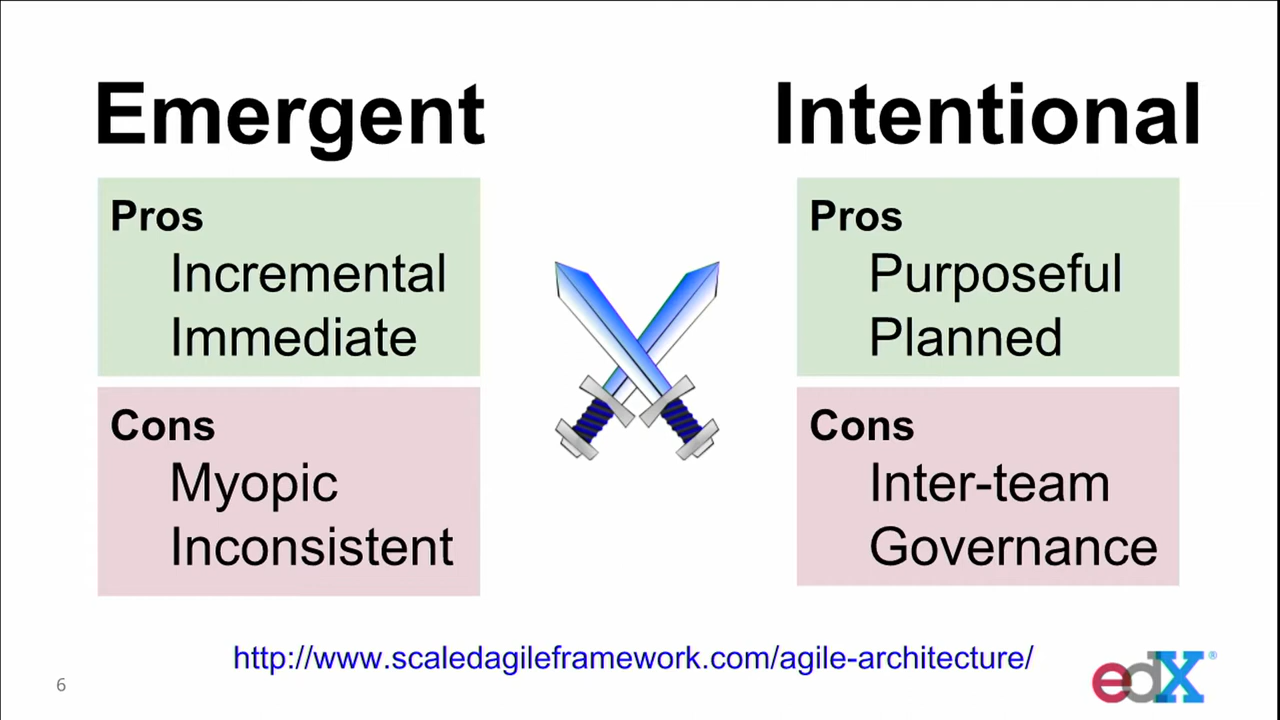 Emergent
Pros
Incremental
Immediate
Cons
Myopic
Inconsistent
Intentional
Pros
Purposeful
Planned
Cons
Inter-team
Governance
http://www.scaledagileframework.com/agile-architecture/
6
edX®